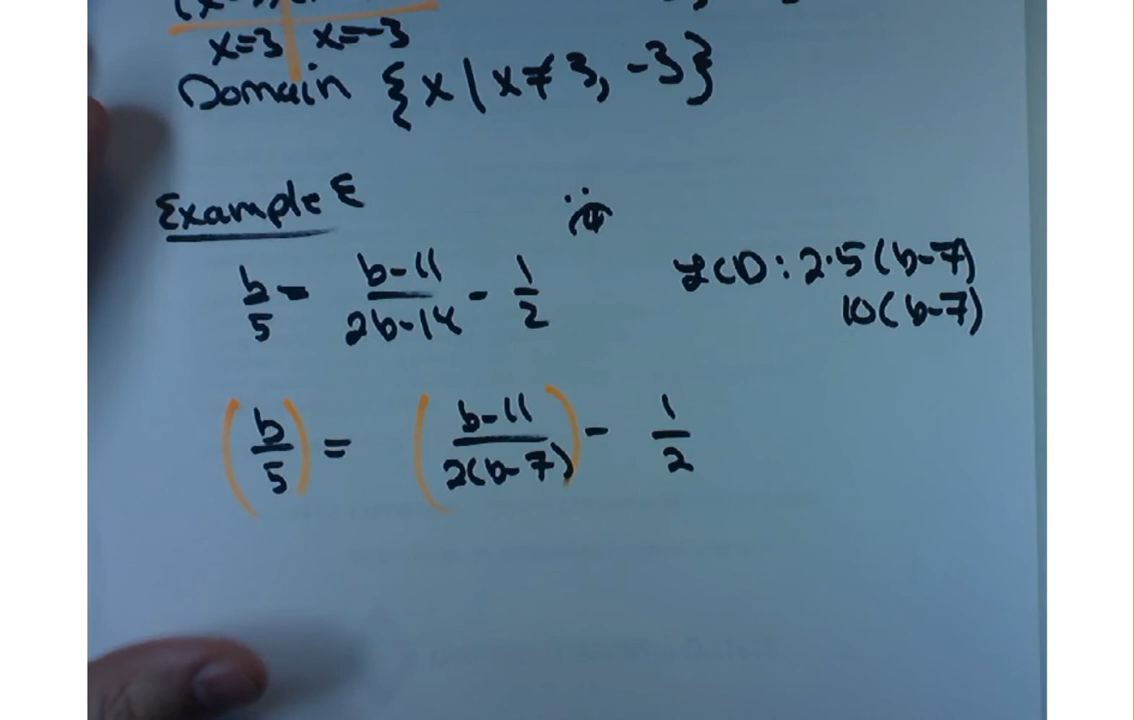 x=3 x=-3
Domain {x | x≠3, -3}
Example E
b/5 = (b-11)/(2b-14) - 1/2
LCD: 2·5(b-7)
10(b-7)
(b/5) = ((b-11)/(2(b-7))) - 1/2